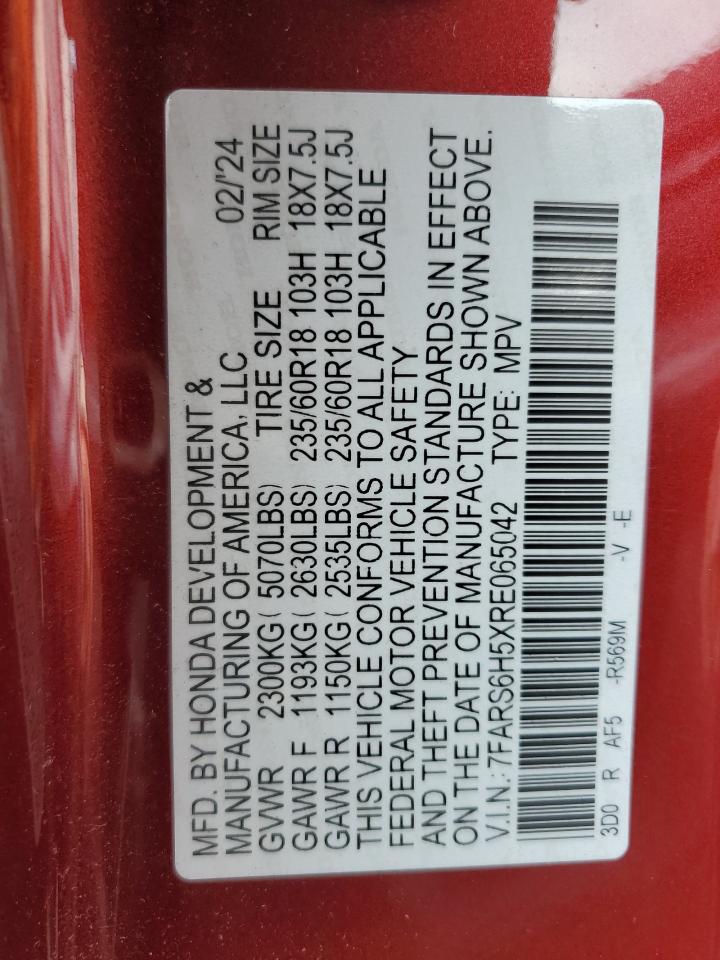 MFD. BY HONDA DEVELOPMENT &
MANUFACTURING OF AMERICA, LLC 02/'24
GVWR 2300KG( 5070LBS) TIRE SIZE RIM SIZE
GAWR F 1193KG( 2630LBS) 235/60R18 103H 18X7.5J
GAWR R 1150KG( 2535LBS) 235/60R18 103H 18X7.5J
THIS VEHICLE CONFORMS TO ALL APPLICABLE
FEDERAL MOTOR VEHICLE SAFETY
AND THEFT PREVENTION STANDARDS IN EFFECT
ON THE DATE OF MANUFACTURE SHOWN ABOVE.
V.I.N.: 7FARS6H5XRE065042 TYPE: MPV
3D0 R AF5 -R569M -V -E